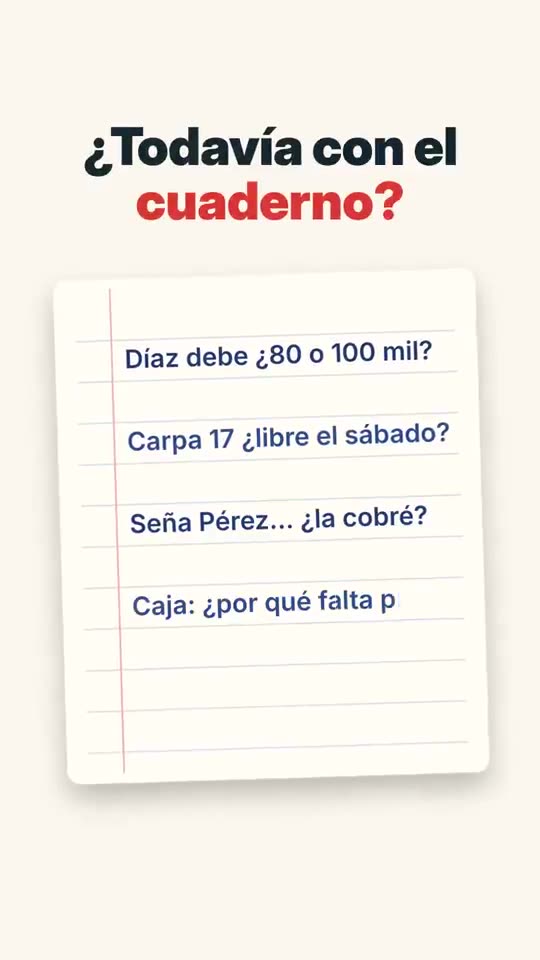 ¿Todavía con el
cuaderno?
Díaz debe ¿80 o 100 mil?
Carpa 17 ¿libre el sábado?
Seña Pérez... ¿la cobré?
Caja: ¿por qué falta p